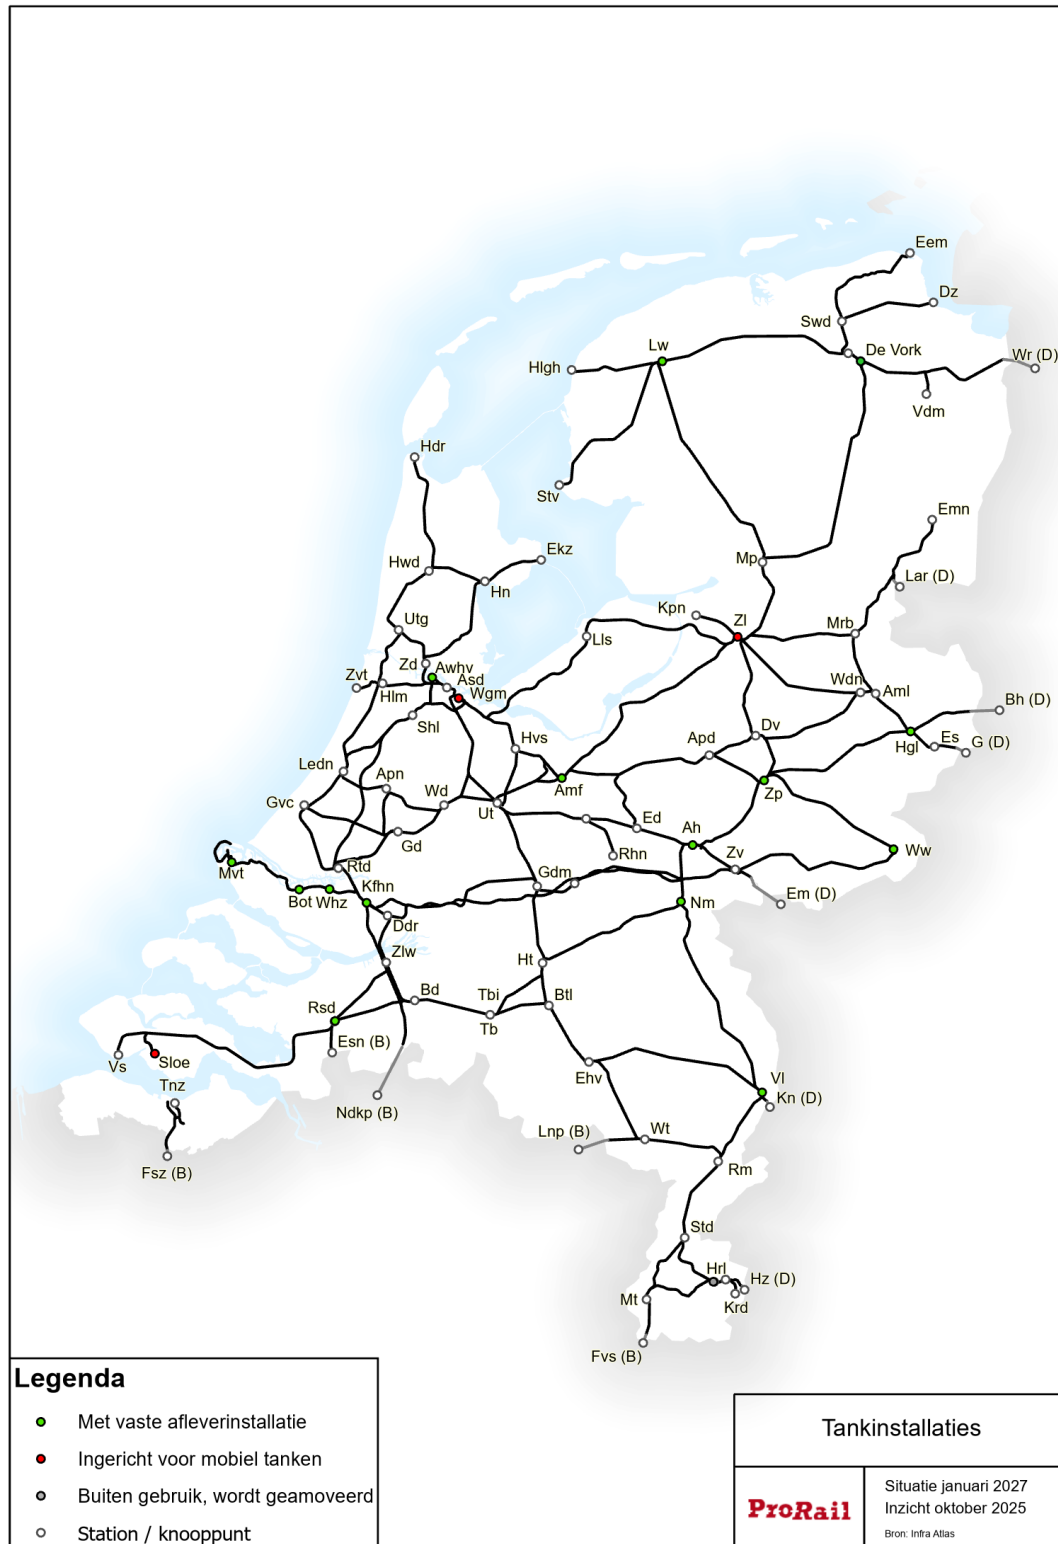 Eem
Dz
Swd
De Vork
Wr (D)
Vdm
Lw
Hlgh
Stv
Hdr
Emn
Ekz
Hwd
Hn
Mp
Lar (D)
Kpn
Zl
Mrb
Utg
Lls
Zd
Awhv
Asd
Wgm
Zvt
Hlm
Wdn
Aml
Bh (D)
Shl
Hvs
Apd
Dv
Hgl
Es
G (D)
Ledn
Apn
Wd
Amf
Zp
Gvc
Ut
Ed
Ah
Gd
Rhn
Zv
Ww
Mvt
Rtd
Kfhn
Gdm
Em (D)
Bot
Whz
Ddr
Nm
Zlw
Ht
Bd
Tbi
Btl
Rsd
Tb
Esn (B)
Vs
Sloe
Ehv
Vl
Tnz
Kn (D)
Ndkp (B)
Lnp (B)
Wt
Fsz (B)
Rm
Std
Hrl
Hz (D)
Mt
Krd
Fvs (B)
Legenda
Met vaste afleverinstallatie
Ingericht voor mobiel tanken
Buiten gebruik, wordt geamoveerd
Station / knooppunt
Tankinstallaties
ProRail
Situatie januari 2027
Inzicht oktober 2025
Bron: Infra Atlas